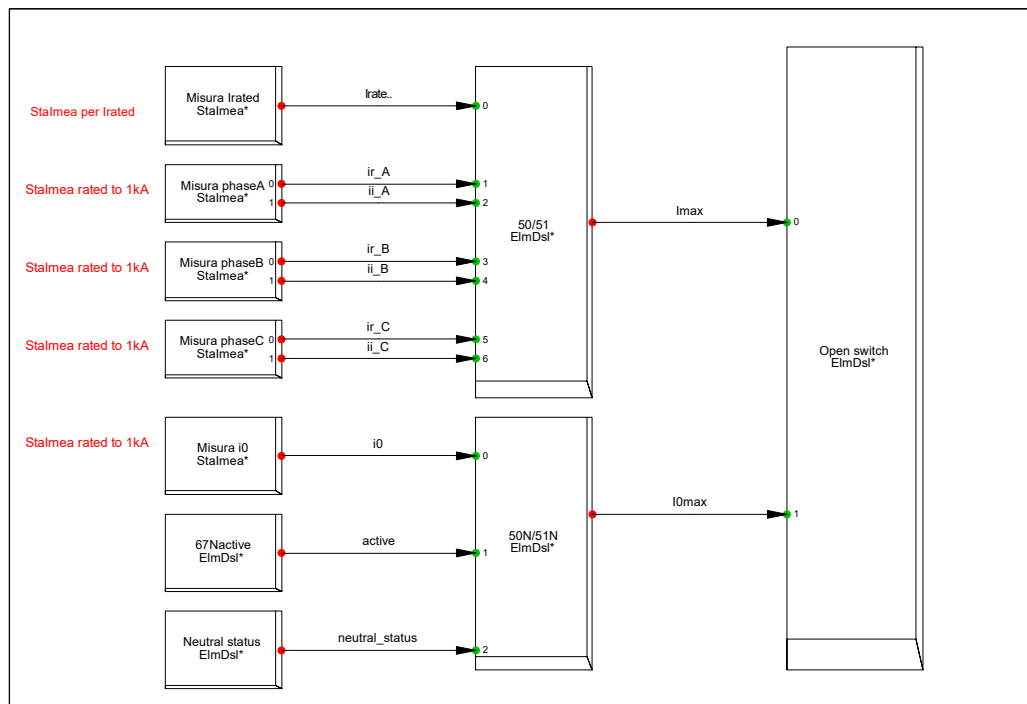 StaImea per Irated
Misura Irated
StaImea*
Irate..
0
StaImea rated to 1kA
Misura phaseA
StaImea*
0
1
ir_A
ii_A
1
2
StaImea rated to 1kA
Misura phaseB
StaImea*
0
1
ir_B
ii_B
3
4
StaImea rated to 1kA
Misura phaseC
StaImea*
0
1
ir_C
ii_C
5
6
50/51
ElmDsl*
Imax
0
StaImea rated to 1kA
Misura i0
StaImea*
i0
0
67Nactive
ElmDsl*
active
1
Neutral status
ElmDsl*
neutral_status
2
50N/51N
ElmDsl*
I0max
1
Open switch
ElmDsl*